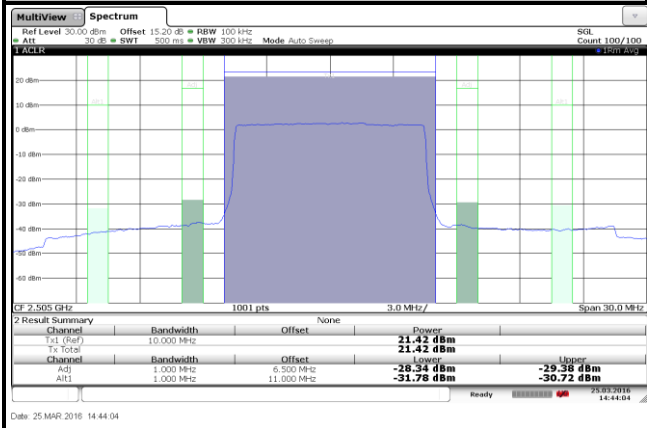 MultiView Spectrum
Ref Level 30.00 dBm Offset 15.20 dB RBW 100 kHz SGL
Att 30 dB SWT 500 ms VBW 300 kHz Mode Auto Sweep Count 100/100
1 ACLR 1Rm Avg
20 dBm
10 dBm
0 dBm
-10 dBm
-20 dBm
-30 dBm
-40 dBm
-50 dBm
-60 dBm
CF 2.505 GHz 1001 pts 3.0 MHz/ Span 30.0 MHz
2 Result Summary None
Channel Bandwidth Offset Power
Tx1 (Ref) 10.000 MHz 21.42 dBm
Tx Total 21.42 dBm
Channel Bandwidth Offset Lower Upper
Adj 1.000 MHz 6.500 MHz -28.34 dBm -29.38 dBm
Alt1 1.000 MHz 11.000 MHz -31.78 dBm -30.72 dBm
Ready 25.03.2016
14:44:04
Date: 25.MAR.2016 14:44:04